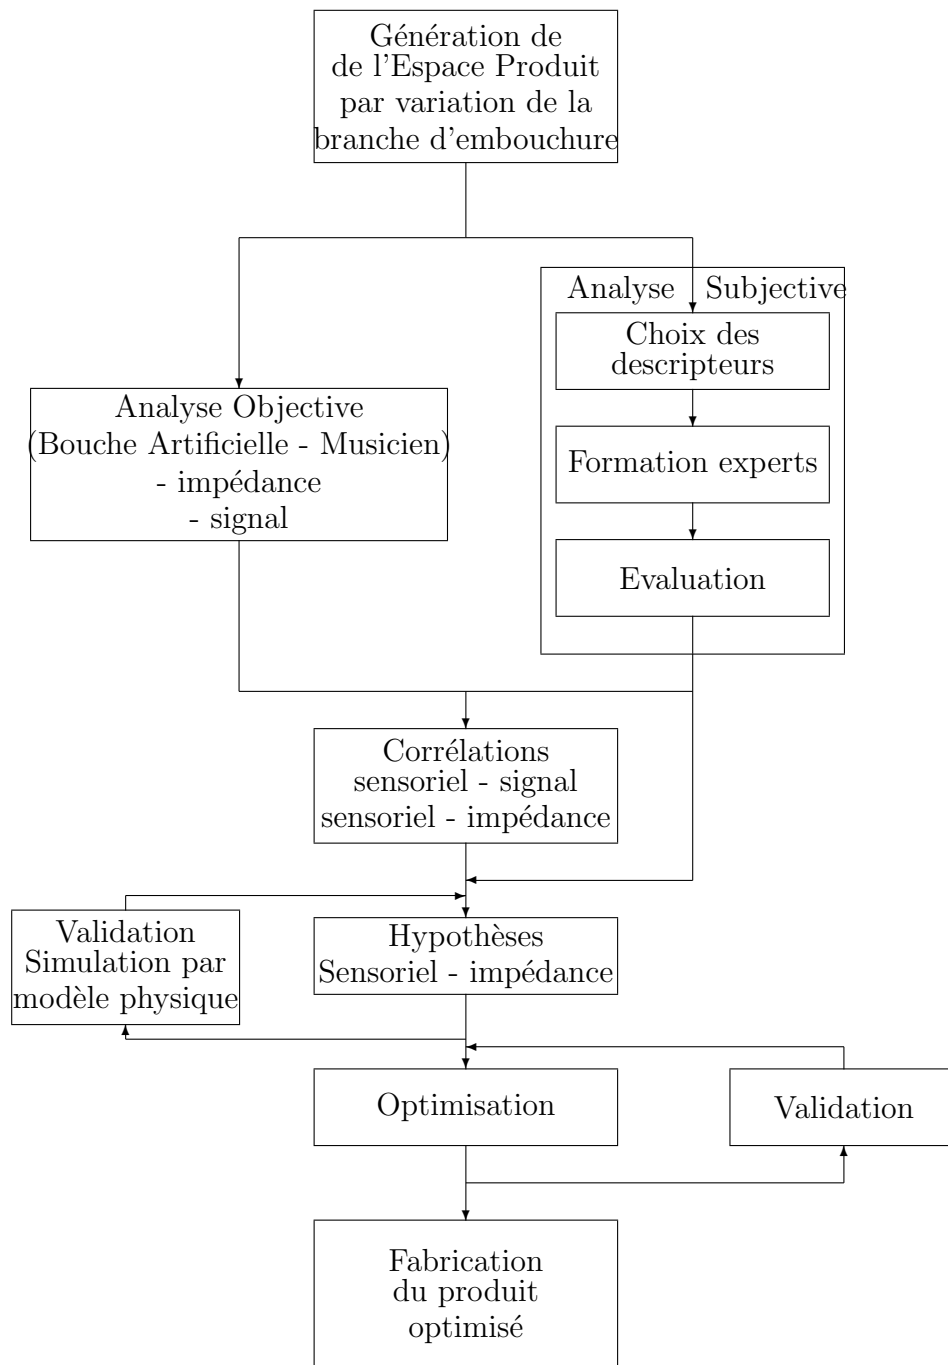 Génération de
de l'Espace Produit
par variation de la
branche d'embouchure
Analyse Subjective
Choix des
descripteurs
Formation experts
Evaluation
Analyse Objective
(Bouche Artificielle - Musicien)
- impédance
- signal
Corrélations
sensoriel - signal
sensoriel - impédance
Validation
Simulation par
modèle physique
Hypothèses
Sensoriel - impédance
Optimisation
Validation
Fabrication
du produit
optimisé